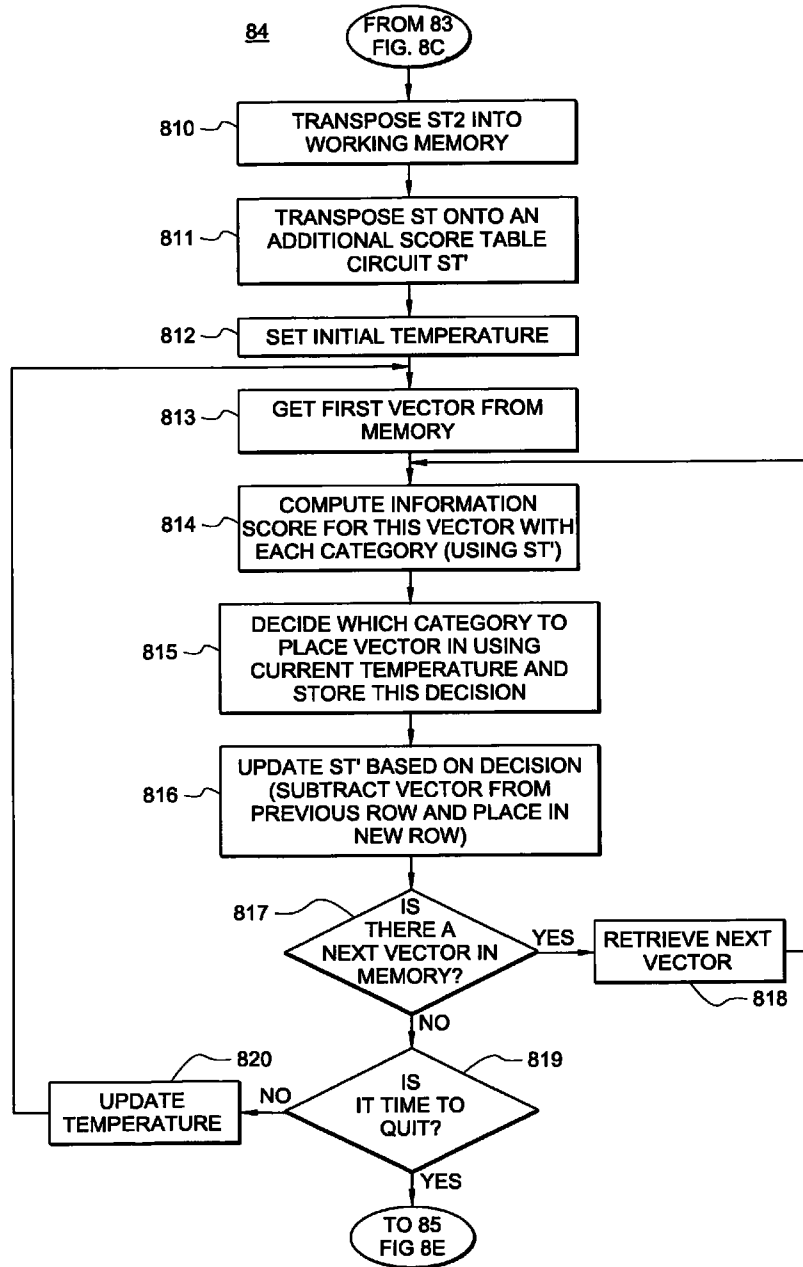 84
FROM 83
FIG. 8C
810
TRANSPOSE ST2 INTO
WORKING MEMORY
811
TRANSPOSE ST ONTO AN
ADDITIONAL SCORE TABLE
CIRCUIT ST'
812
SET INITIAL TEMPERATURE
813
GET FIRST VECTOR FROM
MEMORY
814
COMPUTE INFORMATION
SCORE FOR THIS VECTOR WITH
EACH CATEGORY (USING ST')
815
DECIDE WHICH CATEGORY TO
PLACE VECTOR IN USING
CURRENT TEMPERATURE AND
STORE THIS DECISION
816
UPDATE ST' BASED ON DECISION
(SUBTRACT VECTOR FROM
PREVIOUS ROW AND PLACE IN
NEW ROW)
817
IS
THERE A
NEXT VECTOR IN
MEMORY?
YES
RETRIEVE NEXT
VECTOR
818
NO
819
IS
IT TIME TO
QUIT?
NO
820
UPDATE
TEMPERATURE
YES
TO 85
FIG 8E